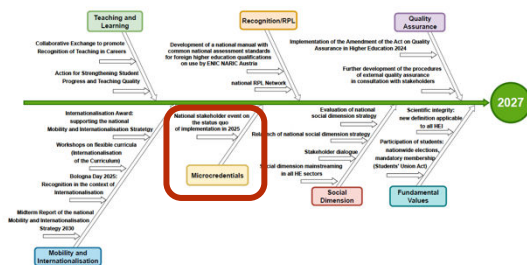 Teaching and
Learning
Recognition/RPL
Quality
Assurance
Collaborative Exchange to promote
Recognition of Teaching in Careers
Action for Strengthening Student
Progress and Teaching Quality
Development of a national manual with
common national assessment standards
for foreign higher education qualifications
on use by ENIC NARIC Austria
national RPL Network
Implementation of the Amendment of the Act on Quality
Assurance in Higher Education 2024
Further development of the procedures
of external quality assurance
in consultation with stakeholders
2027
Internationalisation Award:
supporting the national
Mobility and Internationalisation Strategy
Workshops on flexible curricula
(Internationalisation
of the Curriculum)
Bologna Day 2025:
Recognition in the context of
Internationalisation
Midterm Report of the national
Mobility and Internationalisation
Strategy 2030
Mobility and
Internationalisation
National stakeholder event on
the status quo
of implementation in 2025
Microcredentials
Evaluation of national
social dimension strategy
Relaunch of national social dimension strategy
Stakeholder dialogue
Social dimension mainstreaming
in all HE sectors
Social
Dimension
Scientific integrity:
new definition applicable
to all HEI
Participation of students:
nationwide elections,
mandatory membership
(Students' Union Act)
Fundamental
Values